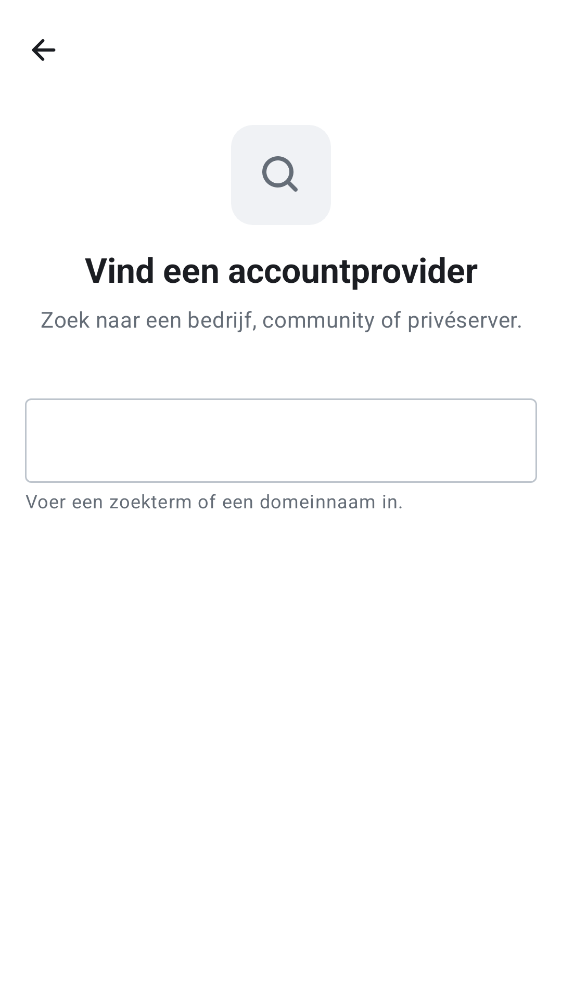 Vind een accountprovider
Zoek naar een bedrijf, community of privéserver.
Voer een zoekterm of een domeinnaam in.